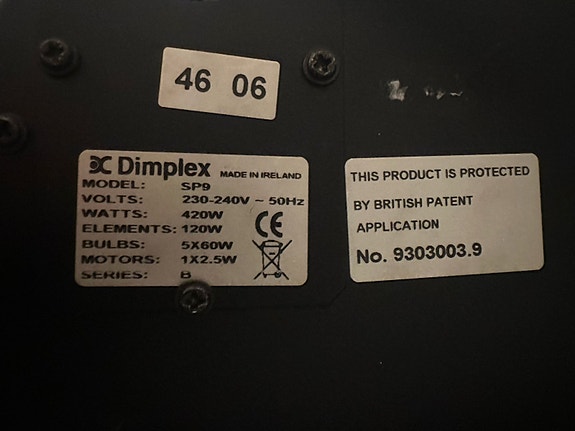 46 06
Dimplex MADE IN IRELAND
MODEL: SP9
VOLTS: 230-240V ~ 50Hz
WATTS: 420W
ELEMENTS: 120W
BULBS: 5X60W
MOTORS: 1X2.5W
SERIES: B
CE
THIS PRODUCT IS PROTECTED
BY BRITISH PATENT
APPLICATION
No. 9303003.9